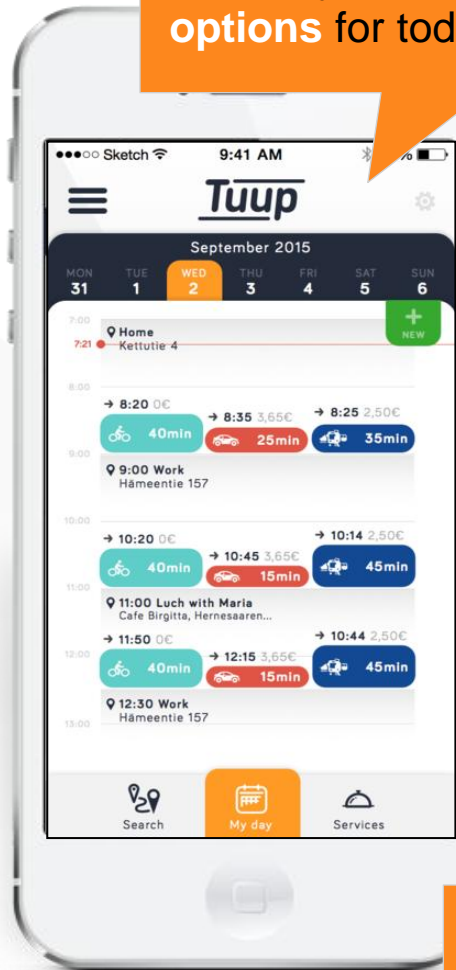 options for tod
●●●○○ Sketch 9:41 AM %
Tuup
September 2015
MON TUE WED THU FRI SAT SUN
31 1 2 3 4 5 6
+
NEW
7:00
Home
7:21
Kettutie 4
8:00
→ 8:20 0€ → 8:35 3,65€ → 8:25 2,50€
40min 25min 35min
9:00
9:00 Work
Hämeentie 157
10:00
→ 10:20 0€ → 10:45 3,65€ → 10:14 2,50€
40min 15min 45min
11:00
11:00 Luch with Maria
Cafe Birgitta, Hernesaaren...
→ 11:50 0€ → 12:15 3,65€ → 10:44 2,50€
12:00
40min 15min 45min
12:30 Work
Hämeentie 157
13:00
Search My day Services